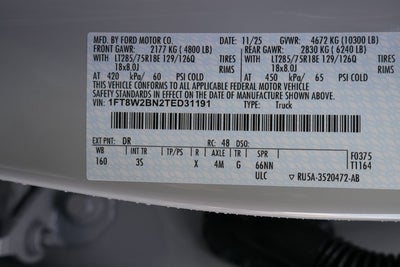 MFD. BY FORD MOTOR CO. 11/25 GVWR: 4672 KG (10300 LB)
FRONT GAWR: 2177 KG (4800 LB) REAR GAWR: 2830 KG (6240 LB)
LT285/75R18E 129/126Q TIRES LT285/75R18E 129/126Q TIRES
18x8.0J RIMS 18x8.0J RIMS
AT 420 kPa/ 60 PSI COLD AT 450 kPa/ 65 PSI COLD
THIS VEHICLE CONFORMS TO ALL APPLICABLE FEDERAL MOTOR VEHICLE
SAFETY STANDARDS IN EFFECT ON THE DATE OF MANUFACTURE SHOWN ABOVE.
VIN: 1FT8W2BN2TED31191 TYPE: Truck
EXT PNT: DR RC: 48 DSO:
WB INT TR R AXLE TR SPR F0375
160 3S X 4M G 66NN T1164
ULC RU5A-3520472-AB